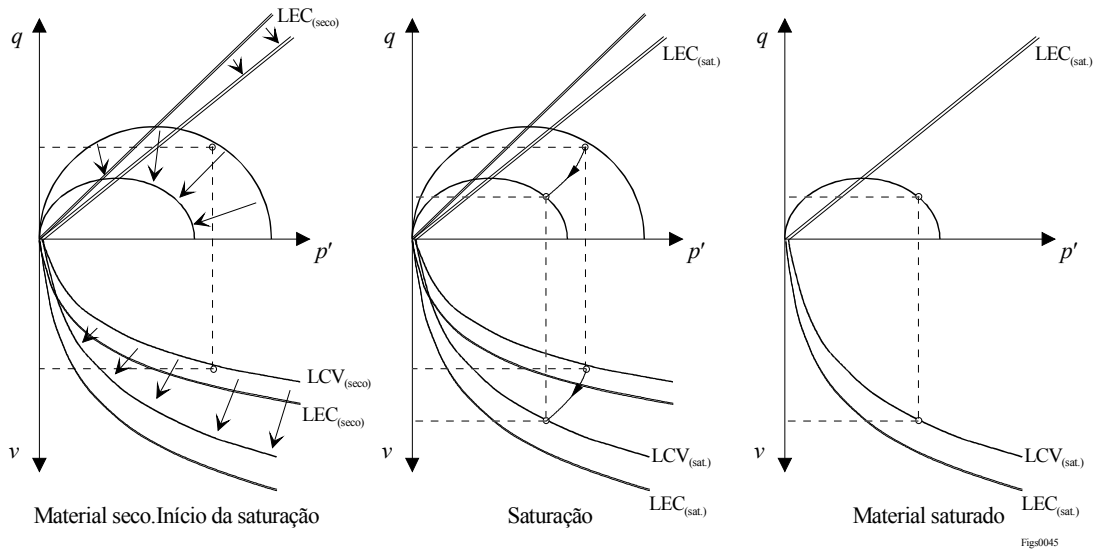 q
LEC(seco)
p'
v
LCV(seco)
LEC(seco)
Material seco.Início da saturação
q
LEC(sat.)
p'
v
LCV(sat.)
LEC(sat.)
Saturação
q
LEC(sat.)
p'
v
LCV(sat.)
LEC(sat.)
Material saturado
Figs0045